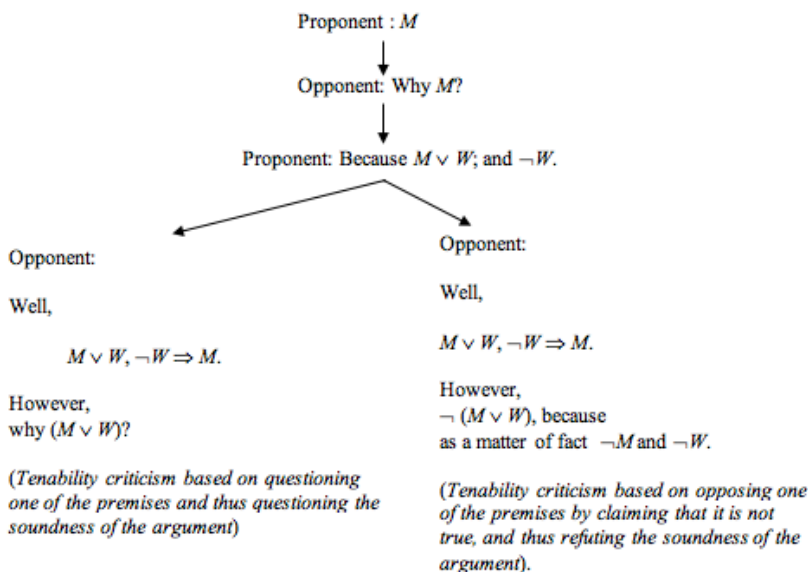 Proponent : M
Opponent: Why M?
Proponent: Because M ∨ W; and ¬W.
Opponent:
Well,
M ∨ W, ¬W ⇒ M.
However,
why (M ∨ W)?
(Tenability criticism based on questioning
one of the premises and thus questioning the
soundness of the argument)
Opponent:
Well,
M ∨ W, ¬W ⇒ M.
However,
¬ (M ∨ W), because
as a matter of fact ¬M and ¬W.
(Tenability criticism based on opposing one
of the premises by claiming that it is not
true, and thus refuting the soundness of the
argument).